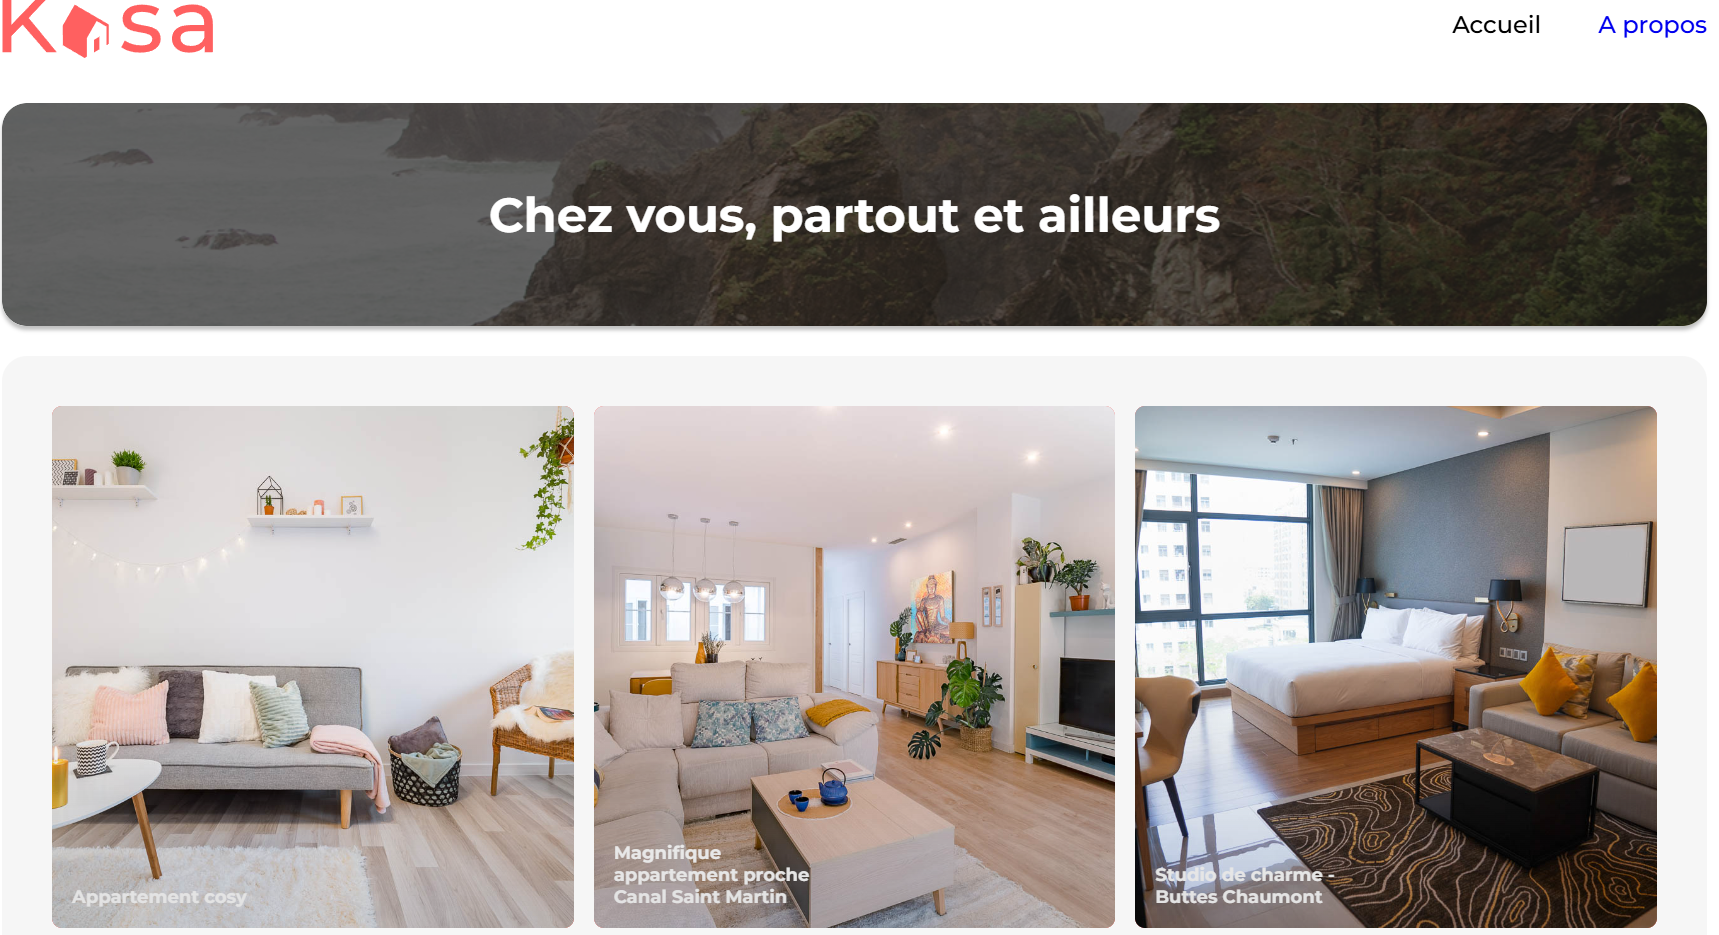 Kasa
Accueil
A propos
Chez vous, partout et ailleurs
Appartement cosy
Magnifique
appartement proche
Canal Saint Martin
Studio de charme -
Buttes Chaumont